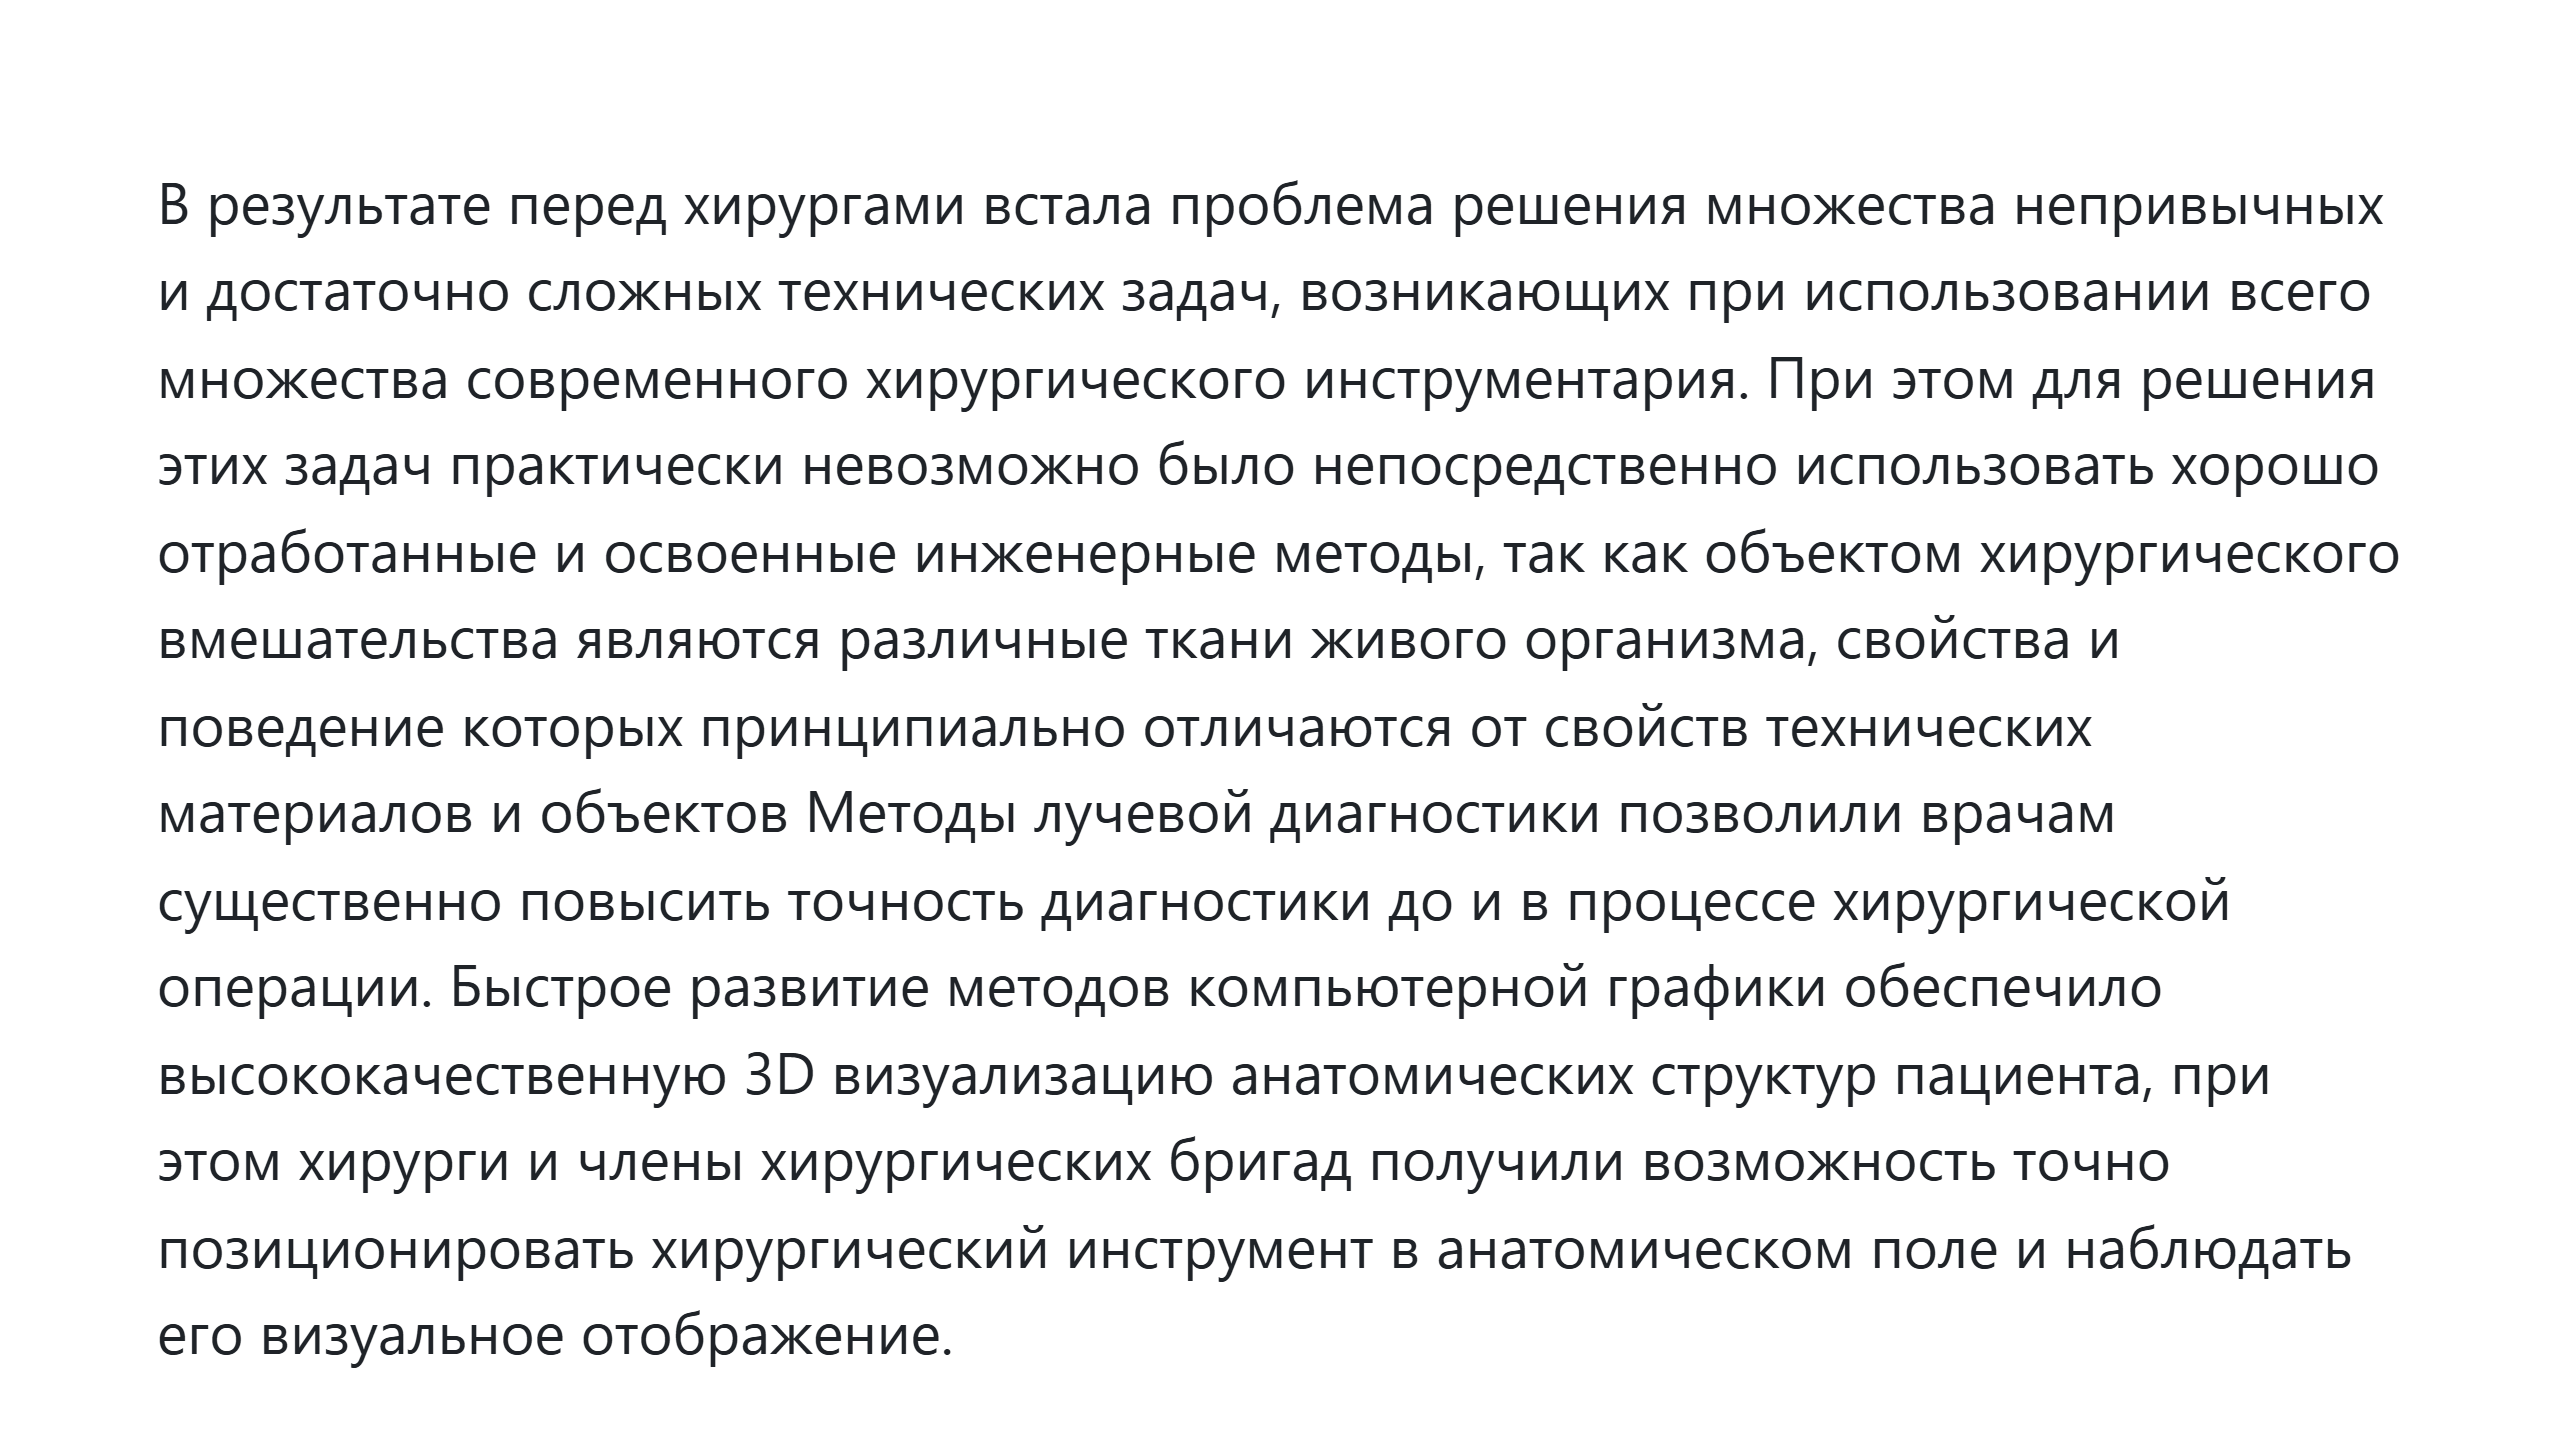 В результате перед хирургами встала проблема решения множества непривычных
и достаточно сложных технических задач, возникающих при использовании всего
множества современного хирургического инструментария. При этом для решения
этих задач практически невозможно было непосредственно использовать хорошо
отработанные и освоенные инженерные методы, так как объектом хирургического
вмешательства являются различные ткани живого организма, свойства и
поведение которых принципиально отличаются от свойств технических
материалов и объектов Методы лучевой диагностики позволили врачам
существенно повысить точность диагностики до и в процессе хирургической
операции. Быстрое развитие методов компьютерной графики обеспечило
высококачественную 3D визуализацию анатомических структур пациента, при
этом хирурги и члены хирургических бригад получили возможность точно
позиционировать хирургический инструмент в анатомическом поле и наблюдать
его визуальное отображение.